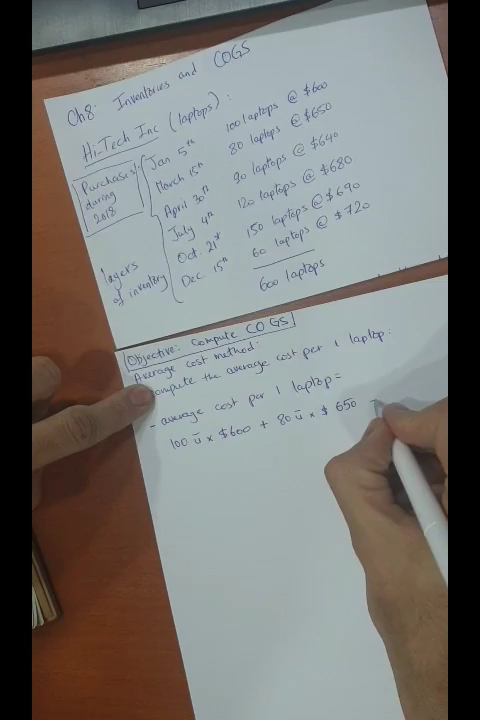 Ch8: Inventories and COGS
Hi-Tech Inc (laptops):
Purchases during 2018
Jan 5th 100 laptops @ $600
March 15th 80 laptops @ $650
April 30th 90 laptops @ $640
July 4th 120 laptops @ $680
Oct. 21st 150 laptops @ $690
Dec. 15th 60 laptops @ $720
600 laptops
layers
of inventory
Objective: Compute COGS
Average cost method:
Compute the average cost per 1 laptop:
- average cost per 1 laptop =
100 u x $600 + 80 u x $ 650